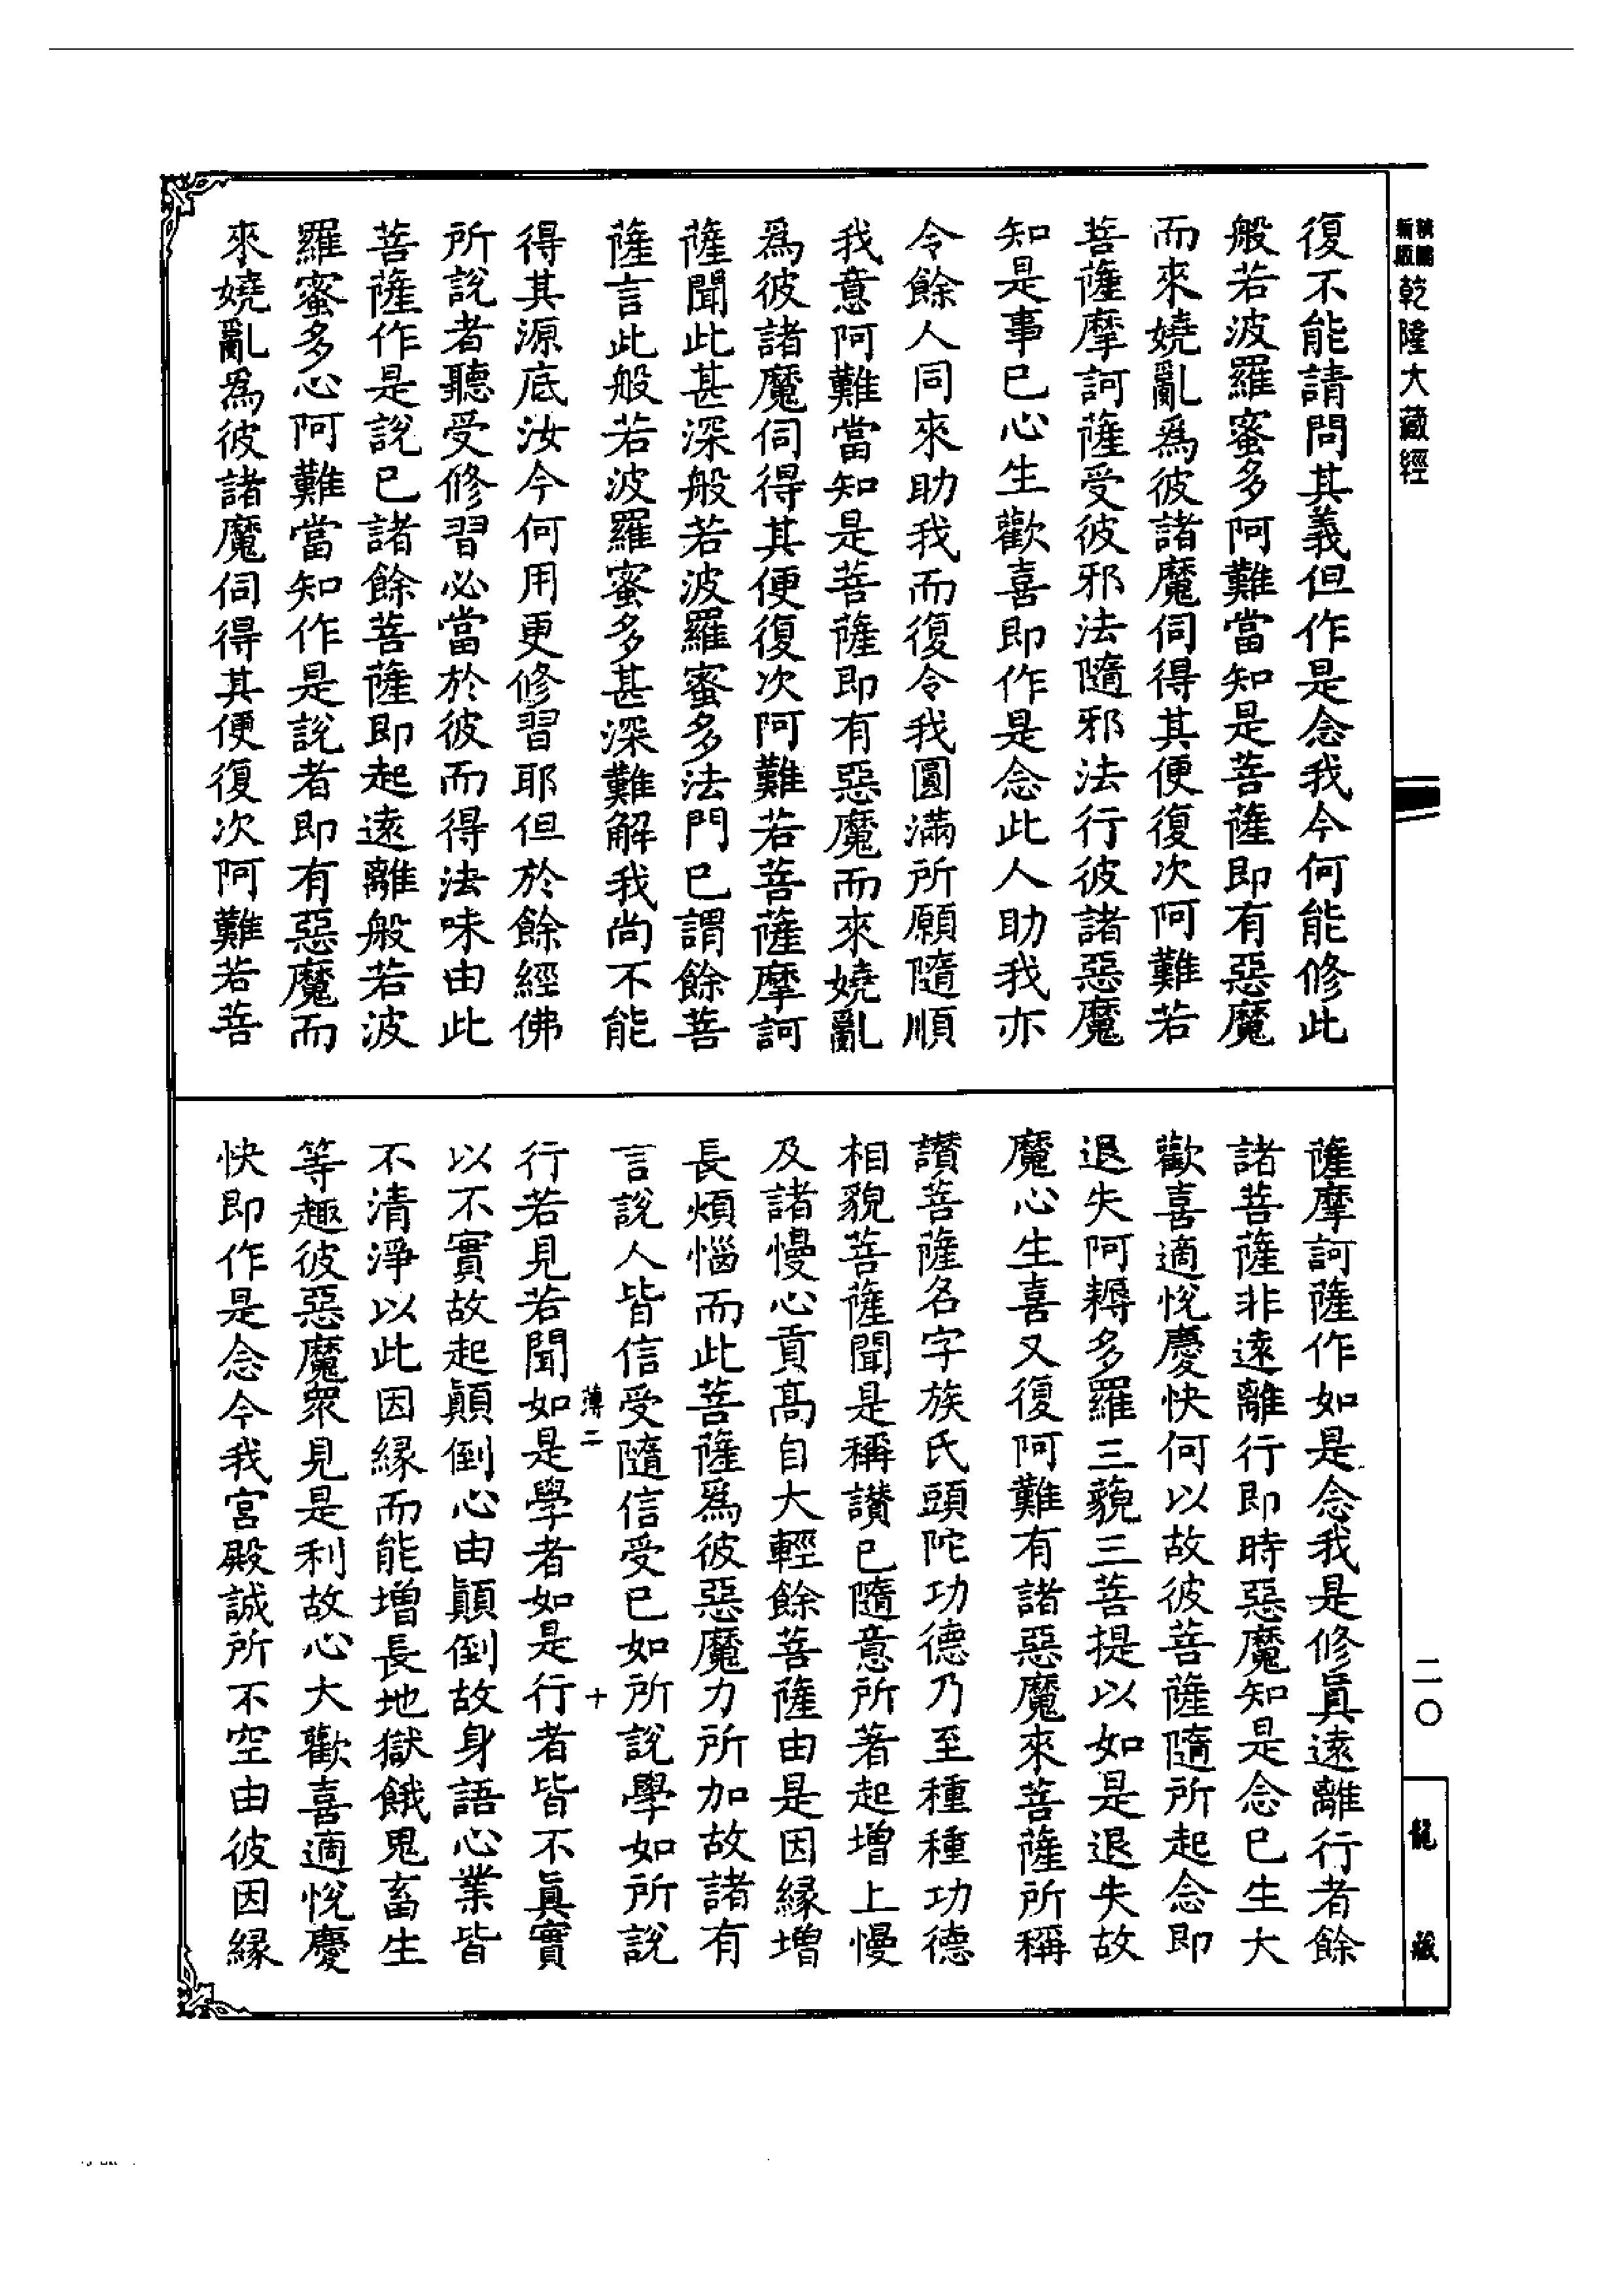 新版
乾隆大藏經
復不能請問其義但作是念我今何能修此
般若波羅蜜多阿難當知是菩薩即有惡魔
而來嬈亂爲彼諸魔伺得其便復次阿難若
菩薩摩訶薩受彼邪法隨邪法行彼諸惡魔
知是事已心生歡喜即作是念此人助我亦
令餘人同來助我而復令我圓滿所願隨順
我意阿難當知是菩薩即有惡魔而來嬈亂
爲彼諸魔伺得其便復次阿難若菩薩摩訶
薩聞此甚深般若波羅蜜多法門已謂餘菩
薩言此般若波羅蜜多甚深難解我尚不能
得其源底汝今何用更修習耶但於餘經佛
所說者聽受修習必當於彼而得法味由此
菩薩作是說已諸餘菩薩即起遠離般若波
羅蜜多心阿難當知作是說者即有惡魔而
來嬈亂爲彼諸魔伺得其便復次阿難若菩
二〇
龍藏
薩摩訶薩作如是念我是修眞遠離行者餘
諸菩薩非遠離行即時惡魔知是念已生大
歡喜適悅慶快何以故彼菩薩隨所起念即
退失阿耨多羅三藐三菩提以如是退失故
魔心生喜又復阿難有諸惡魔來菩薩所稱
讃菩薩名字族氏頭陀功德乃至種種功德
相貌菩薩聞是稱讃已隨意所著起增上慢
及諸慢心貢高自大輕餘菩薩由是因緣增
長煩惱而此菩薩爲彼惡魔力所加故諸有
言說人皆信受隨信受已如所說學如所說
薄二
十
行若見若聞如是學者如是行者皆不眞實
以不實故起顚倒心由顚倒故身語心業皆
不清淨以此因緣而能增長地獄餓鬼畜生
等趣彼惡魔衆見是利故心大歡喜適悅慶
快即作是念今我宮殿誠所不空由彼因緣